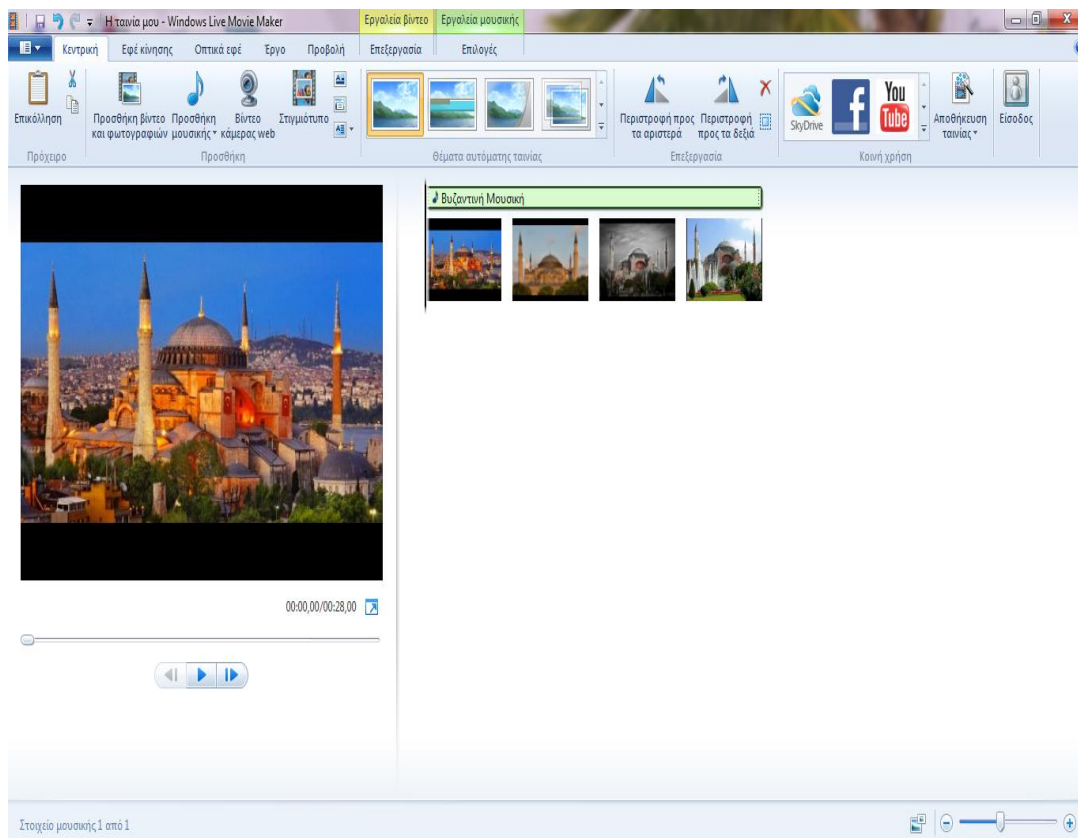 Η ταινία μου - Windows Live Movie Maker
Εργαλεία βίντεο
Εργαλεία μουσικής
Κεντρική
Εφέ κίνησης
Οπτικά εφέ
Έργο
Προβολή
Επεξεργασία
Επιλογές
Επικόλληση
Προσθήκη βίντεο
και φωτογραφιών
Προσθήκη
μουσικής
Βίντεο
κάμερας web
Στιγμιότυπο
Περιστροφή προς
τα αριστερά
Περιστροφή
προς τα δεξιά
SkyDrive
f
You
Tube
Αποθήκευση
ταινίας
Είσοδος
Πρόχειρο
Προσθήκη
Θέματα αυτόματης ταινίας
Επεξεργασία
Κοινή χρήση
Βυζαντινή Μουσική
00:00,00/00:28,00
Στοιχείο μουσικής 1 από 1